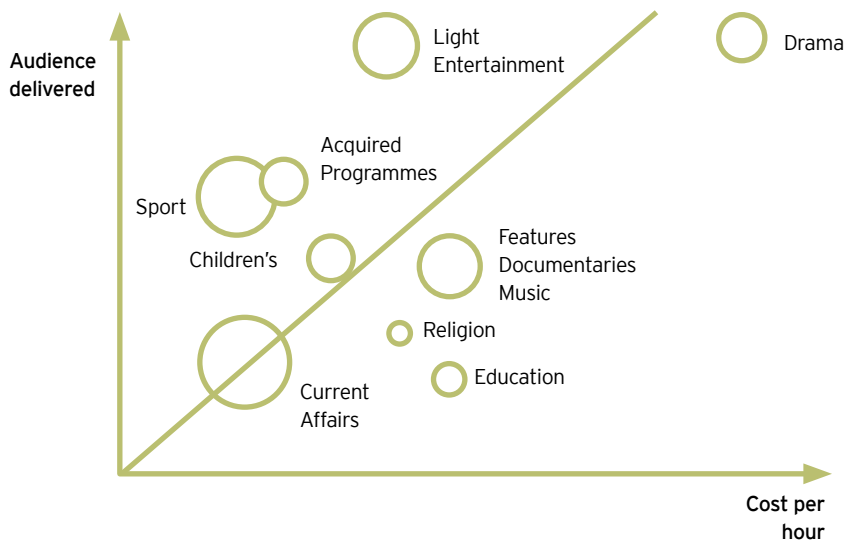 Audience
delivered
Light
Entertainment
Drama
Acquired
Programmes
Sport
Children's
Features
Documentaries
Music
Religion
Education
Current
Affairs
Cost per
hour